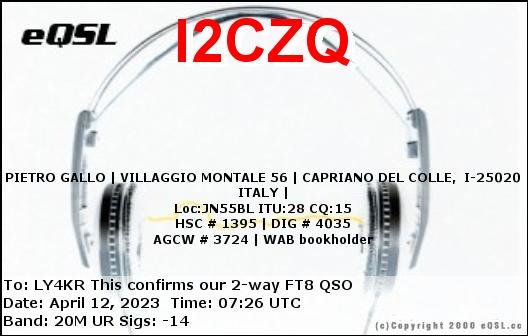 eQSL
I2CZQ
PIETRO GALLO | VILLAGGIO MONTALE 56 | CAPRIANO DEL COLLE, I-25020
ITALY |
Loc:JN55BL ITU:28 CQ:15
HSC # 1395 | DIG # 4035
AGCW # 3724 | WAB bookholder
To: LY4KR This confirms our 2-way FT8 QSO
Date: April 12, 2023 Time: 07:26 UTC
Band: 20M UR Sigs: -14
(c)Copyright 2000 eQSL.cc